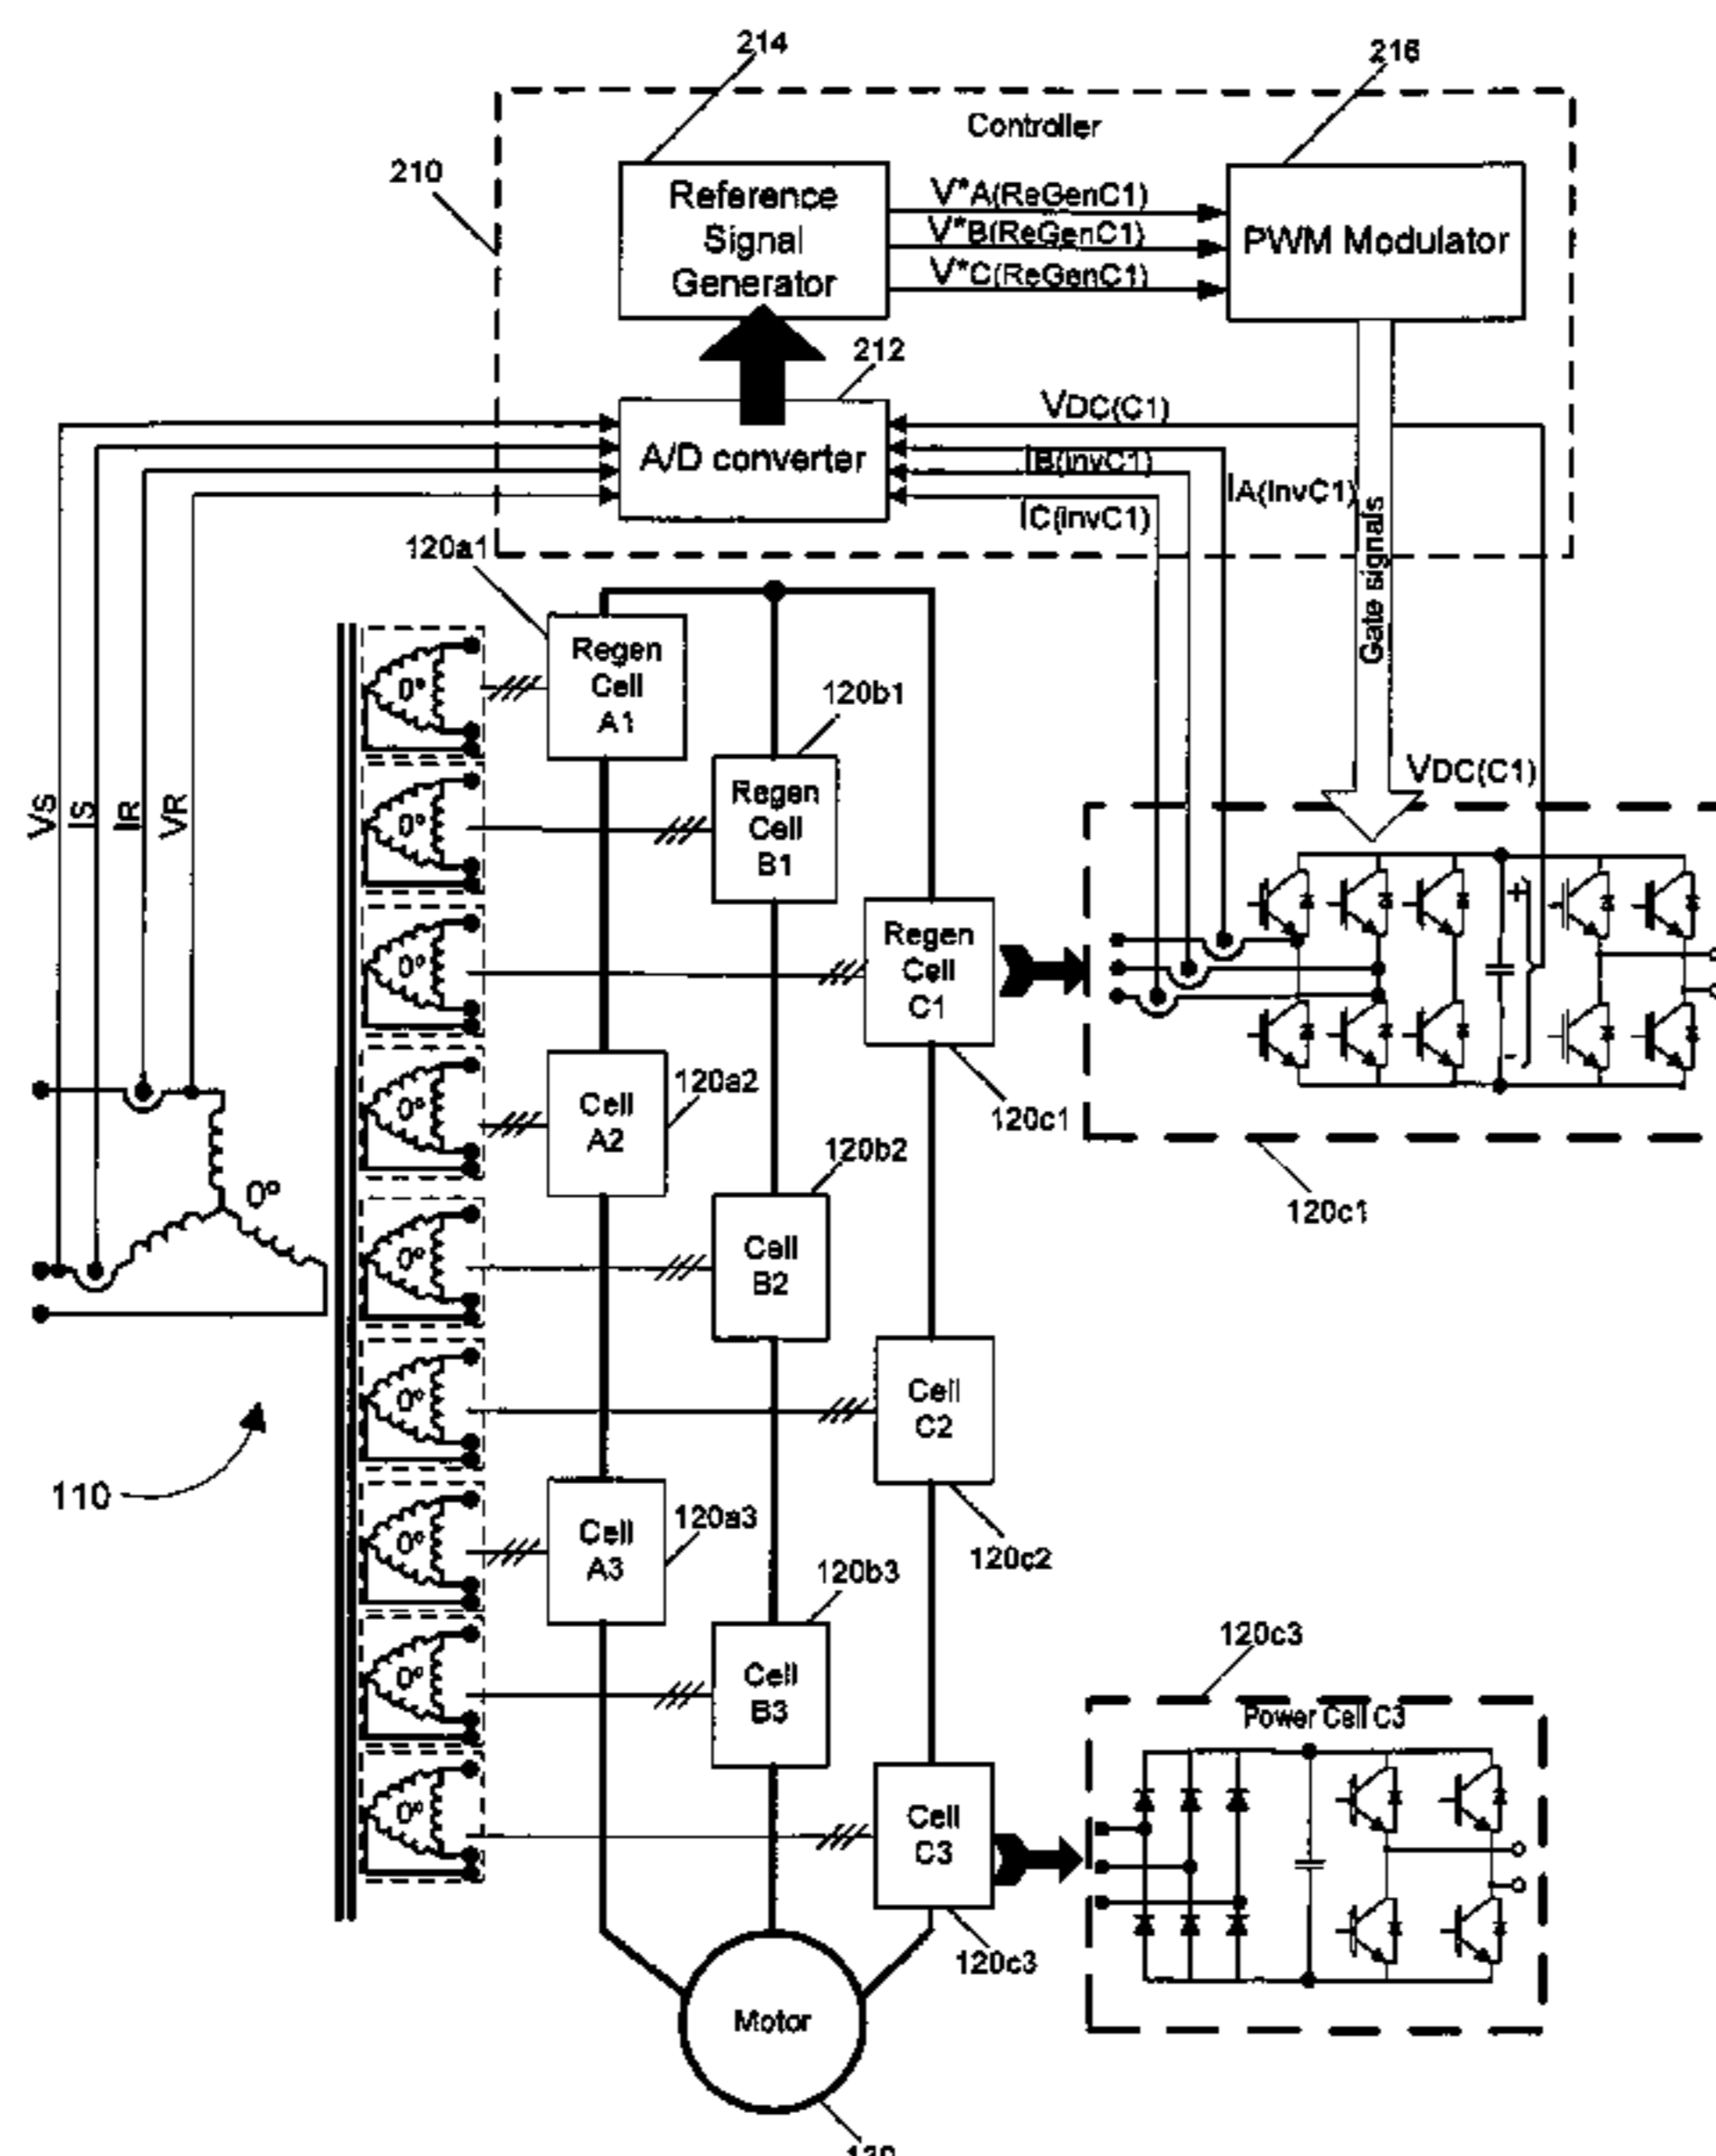 214
216
Controller
210
Reference
Signal
Generator
V*A(ReGenC1)
V*B(ReGenC1)
V*C(ReGenC1)
PWM Modulator
212
A/D converter
VDC(C1)
IB(invC1)
IA(InvC1)
IC(invC1)
Gate signals
120a1
Regen
Cell
A1
0°
120b1
Regen
Cell
B1
0°
VS
IS
IR
VR
VDC(C1)
Regen
Cell
C1
0°
+
-
120c1
120c1
Cell
A2
0°
120a2
0°
120b2
Cell
B2
0°
Cell
C2
0°
120c2
110
Cell
A3
0°
120a3
120b3
Cell
B3
0°
120c3
Power Cell C3
Cell
C3
0°
120c3
Motor